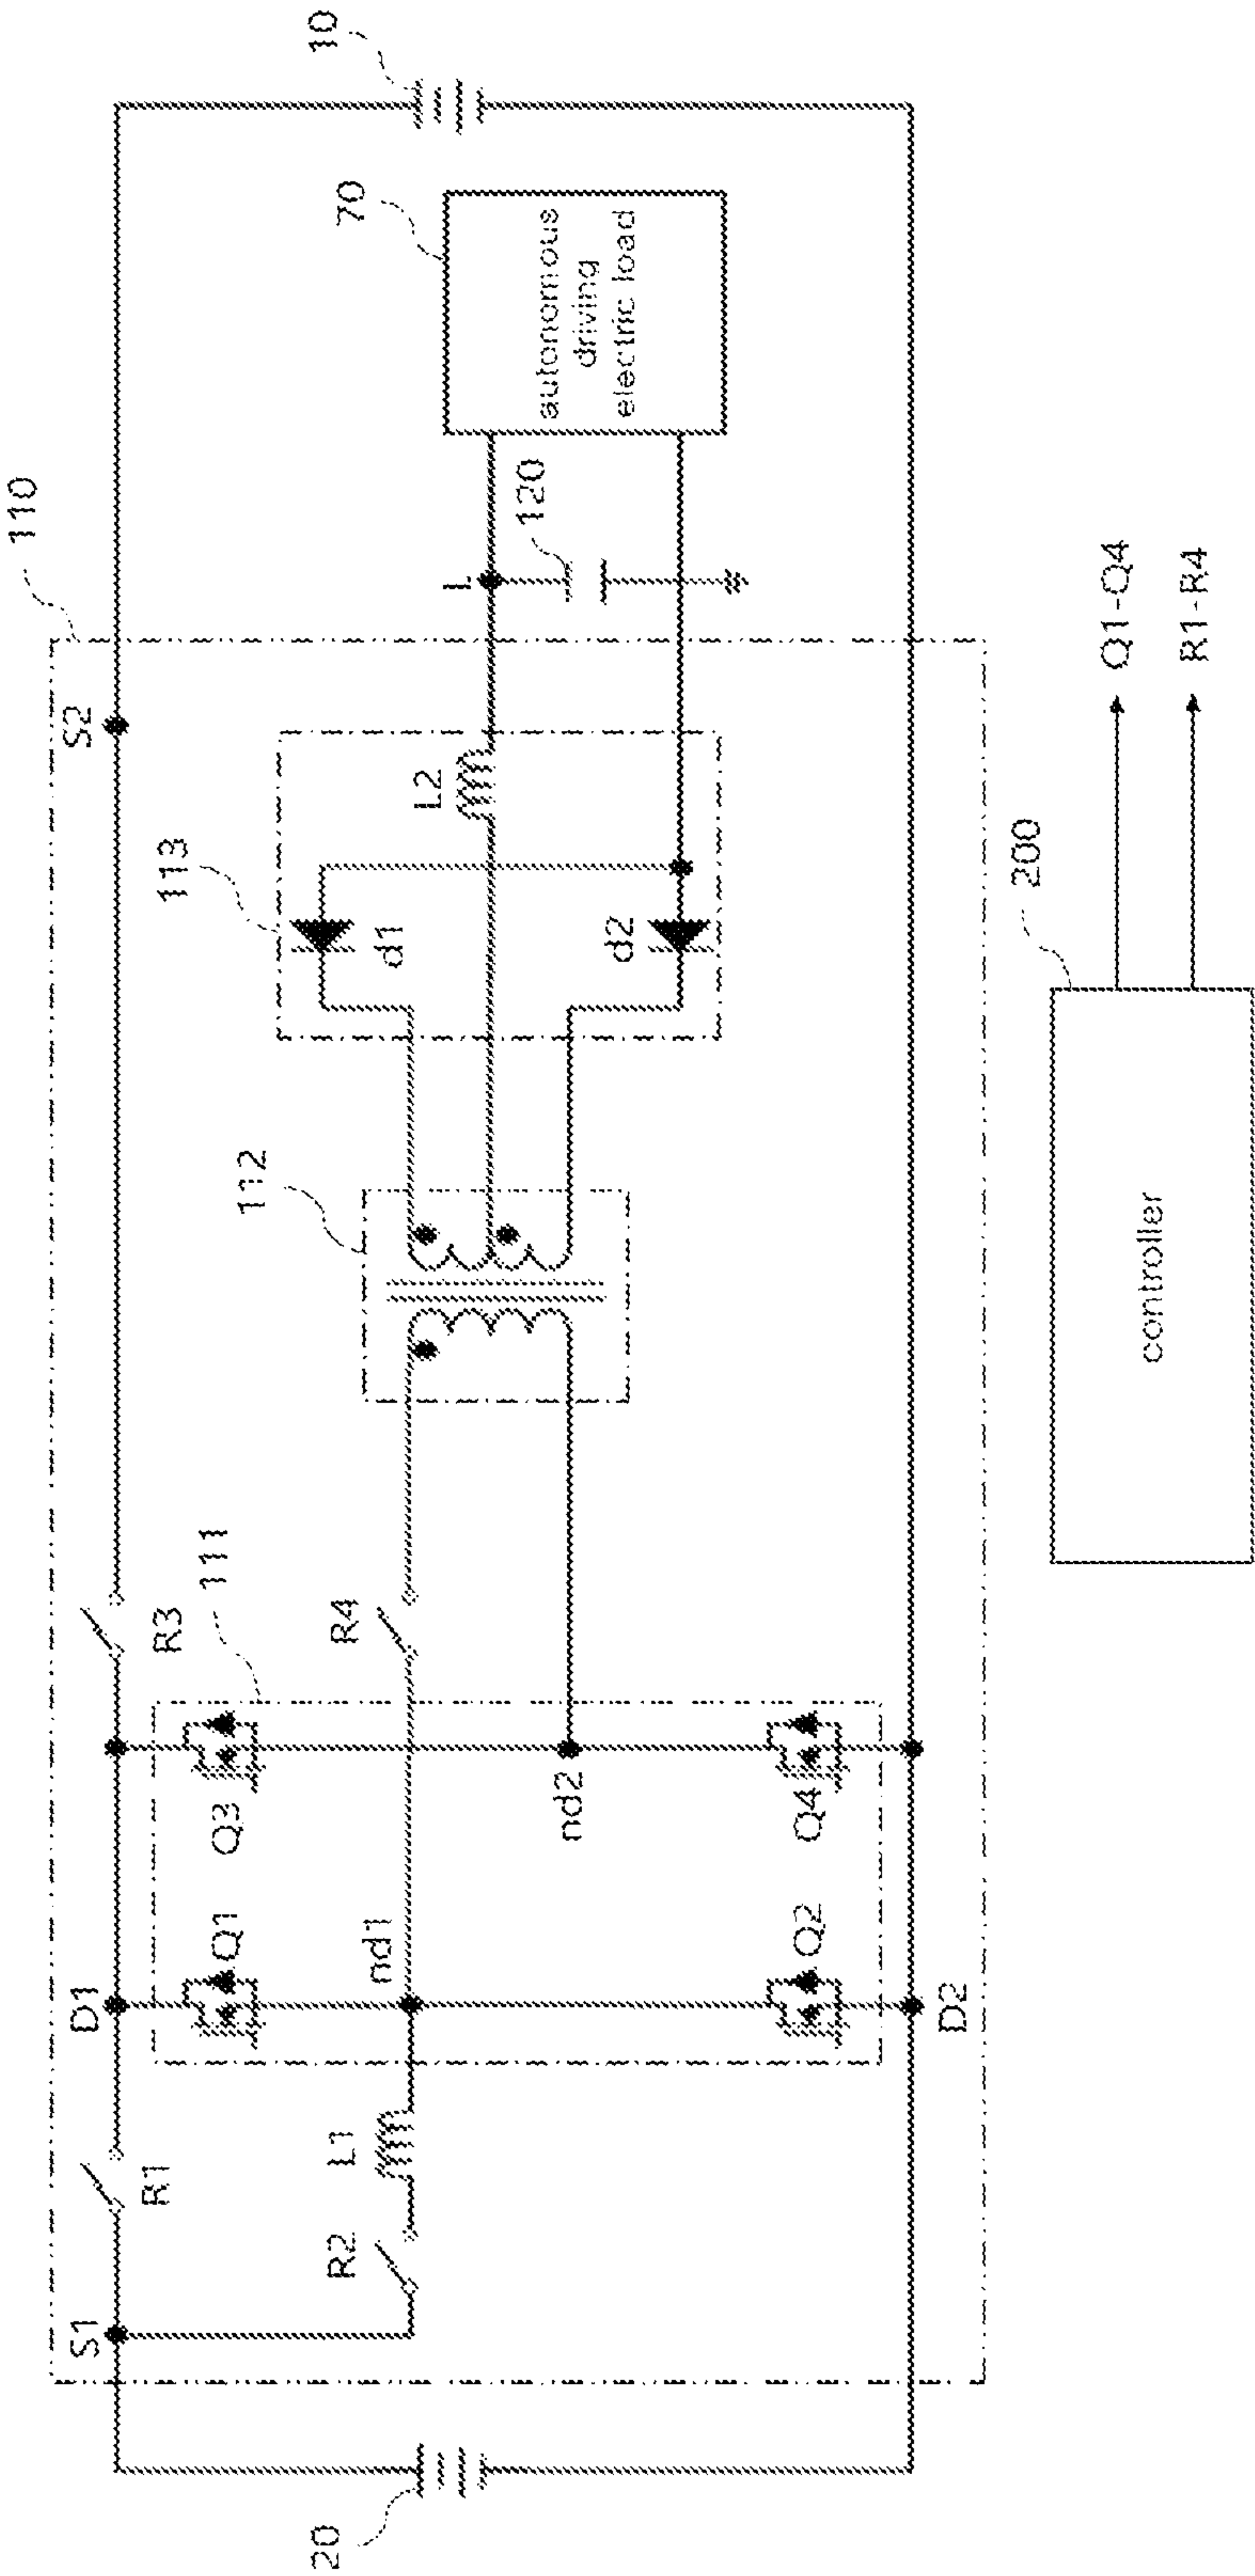 110
10
S1
R1
D1
R3
S2
20
R2
L1
nd1
Q1
Q3
111
R4
nd2
Q2
Q4
D2
112
113
d1
L2
d2
L
120
70
autonomous
driving
electric load
200
controller
Q1-Q4
R1-R4